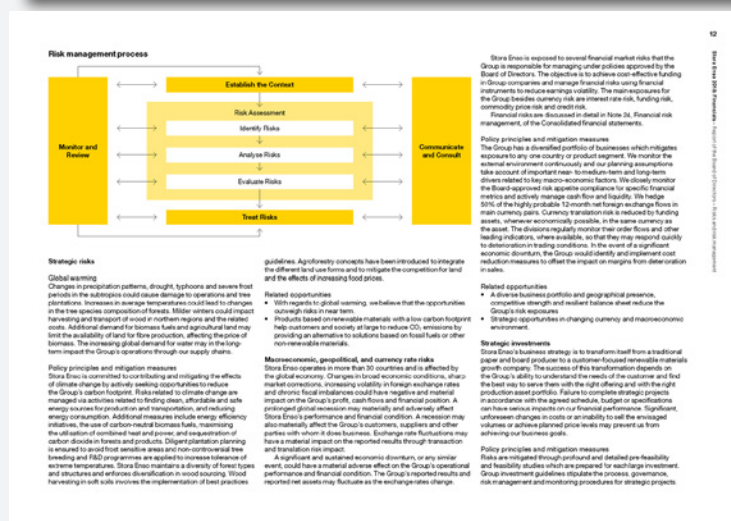 12
Stora Enso 2018 Financials – Report of the Board of Directors – Risks and risk management
Risk management process
Establish the Context
Risk Assessment
Identify Risks
Monitor and
Review
Analyse Risks
Communicate
and Consult
Evaluate Risks
Treat Risks
Strategic risks
Global warming
Changes in precipitation patterns, drought, typhoons and severe frost
periods in the subtropics could cause damage to operations and tree
plantations. Increases in average temperatures could lead to changes
in the tree species composition of forests. Milder winters could impact
harvesting and transport of wood in northern regions and the related
costs. Additional demand for biomass fuels and agricultural land may
limit the availability of land for fibre production, affecting the price of
biomass. The increasing global demand for water may in the long-
term impact the Group's operations through our supply chains.
Policy principles and mitigation measures
Stora Enso is committed to contributing and mitigating the effects
of climate change by actively seeking opportunities to reduce
the Group's carbon footprint. Risks related to climate change are
managed via activities related to finding clean, affordable and safe
energy sources for production and transportation, and reducing
energy consumption. Additional measures include energy efficiency
initiatives, the use of carbon-neutral biomass fuels, maximising
the utilisation of combined heat and power, and sequestration of
carbon dioxide in forests and products. Diligent plantation planning
is ensured to avoid frost sensitive areas and non-controversial tree
breeding and R&D programmes are applied to increase tolerance of
extreme temperatures. Stora Enso maintains a diversity of forest types
and structures and enforces diversification in wood sourcing. Wood
harvesting in soft soils involves the implementation of best practices
guidelines. Agroforestry concepts have been introduced to integrate
the different land use forms and to mitigate the competition for land
and the effects of increasing food prices.
Related opportunities
• With regards to global warming, we believe that the opportunities
outweigh risks in near term.
• Products based on renewable materials with a low carbon footprint
help customers and society at large to reduce CO₂ emissions by
providing an alternative to solutions based on fossil fuels or other
non-renewable materials.
Macroeconomic, geopolitical, and currency rate risks
Stora Enso operates in more than 30 countries and is affected by
the global economy. Changes in broad economic conditions, sharp
market corrections, increasing volatility in foreign exchange rates
and chronic fiscal imbalances could have negative and material
impact on the Group's profit, cash flows and financial position. A
prolonged global recession may materially and adversely affect
Stora Enso's performance and financial condition. A recession may
also materially affect the Group's customers, suppliers and other
parties with whom it does business. Exchange rate fluctuations may
have a material impact on the reported results through transaction
and translation risk impact.
A significant and sustained economic downturn, or any similar
event, could have a material adverse effect on the Group's operational
performance and financial condition. The Group's reported results and
reported net assets may fluctuate as the exchange rates change.
Stora Enso is exposed to several financial market risks that the
Group is responsible for managing under policies approved by the
Board of Directors. The objective is to achieve cost-effective funding
in Group companies and manage financial risks using financial
instruments to reduce earnings volatility. The main exposures for
the Group besides currency risk are interest rate risk, funding risk,
commodity price risk and credit risk.
Financial risks are discussed in detail in Note 24, Financial risk
management, of the Consolidated financial statements.
Policy principles and mitigation measures
The Group has a diversified portfolio of businesses which mitigates
exposure to any one country or product segment. We monitor the
external environment continuously and our planning assumptions
take account of important near- to medium-term and long-term
drivers related to key macro-economic factors. We closely monitor
the Board-approved risk appetite compliance for specific financial
metrics and actively manage cash flow and liquidity. We hedge
50% of the highly probable 12-month net foreign exchange flows in
main currency pairs. Currency translation risk is reduced by funding
assets, whenever economically possible, in the same currency as
the asset. The divisions regularly monitor their order flows and other
leading indicators, where available, so that they may respond quickly
to deterioration in trading conditions. In the event of a significant
economic downturn, the Group would identify and implement cost
reduction measures to offset the impact on margins from deterioration
in sales.
Related opportunities
• A diverse business portfolio and geographical presence,
competitive strength and resilient balance sheet reduce the
Group's risk exposures
• Strategic opportunities in changing currency and macroeconomic
environment.
Strategic investments
Stora Enso's business strategy is to transform itself from a traditional
paper and board producer to a customer-focused renewable materials
growth company. The success of this transformation depends on
the Group's ability to understand the needs of the customer and find
the best way to serve them with the right offering and with the right
production asset portfolio. Failure to complete strategic projects
in accordance with the agreed schedule, budget or specifications
can have serious impacts on our financial performance. Significant,
unforeseen changes in costs or an inability to sell the envisaged
volumes or achieve planned price levels may prevent us from
achieving our business goals.
Policy principles and mitigation measures
Risks are mitigated through profound and detailed pre-feasibility
and feasibility studies which are prepared for each large investment.
Group investment guidelines stipulate the process, governance,
risk management and monitoring procedures for strategic projects.